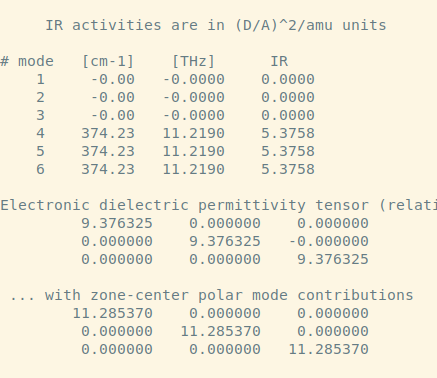 IR activities are in (D/A)^2/amu units
# mode [cm-1] [THz] IR
1 -0.00 -0.0000 0.0000
2 -0.00 -0.0000 0.0000
3 -0.00 -0.0000 0.0000
4 374.23 11.2190 5.3758
5 374.23 11.2190 5.3758
6 374.23 11.2190 5.3758
Electronic dielectric permittivity tensor (relati
9.376325 0.000000 0.000000
0.000000 9.376325 -0.000000
0.000000 0.000000 9.376325
... with zone-center polar mode contributions
11.285370 0.000000 0.000000
0.000000 11.285370 0.000000
0.000000 0.000000 11.285370